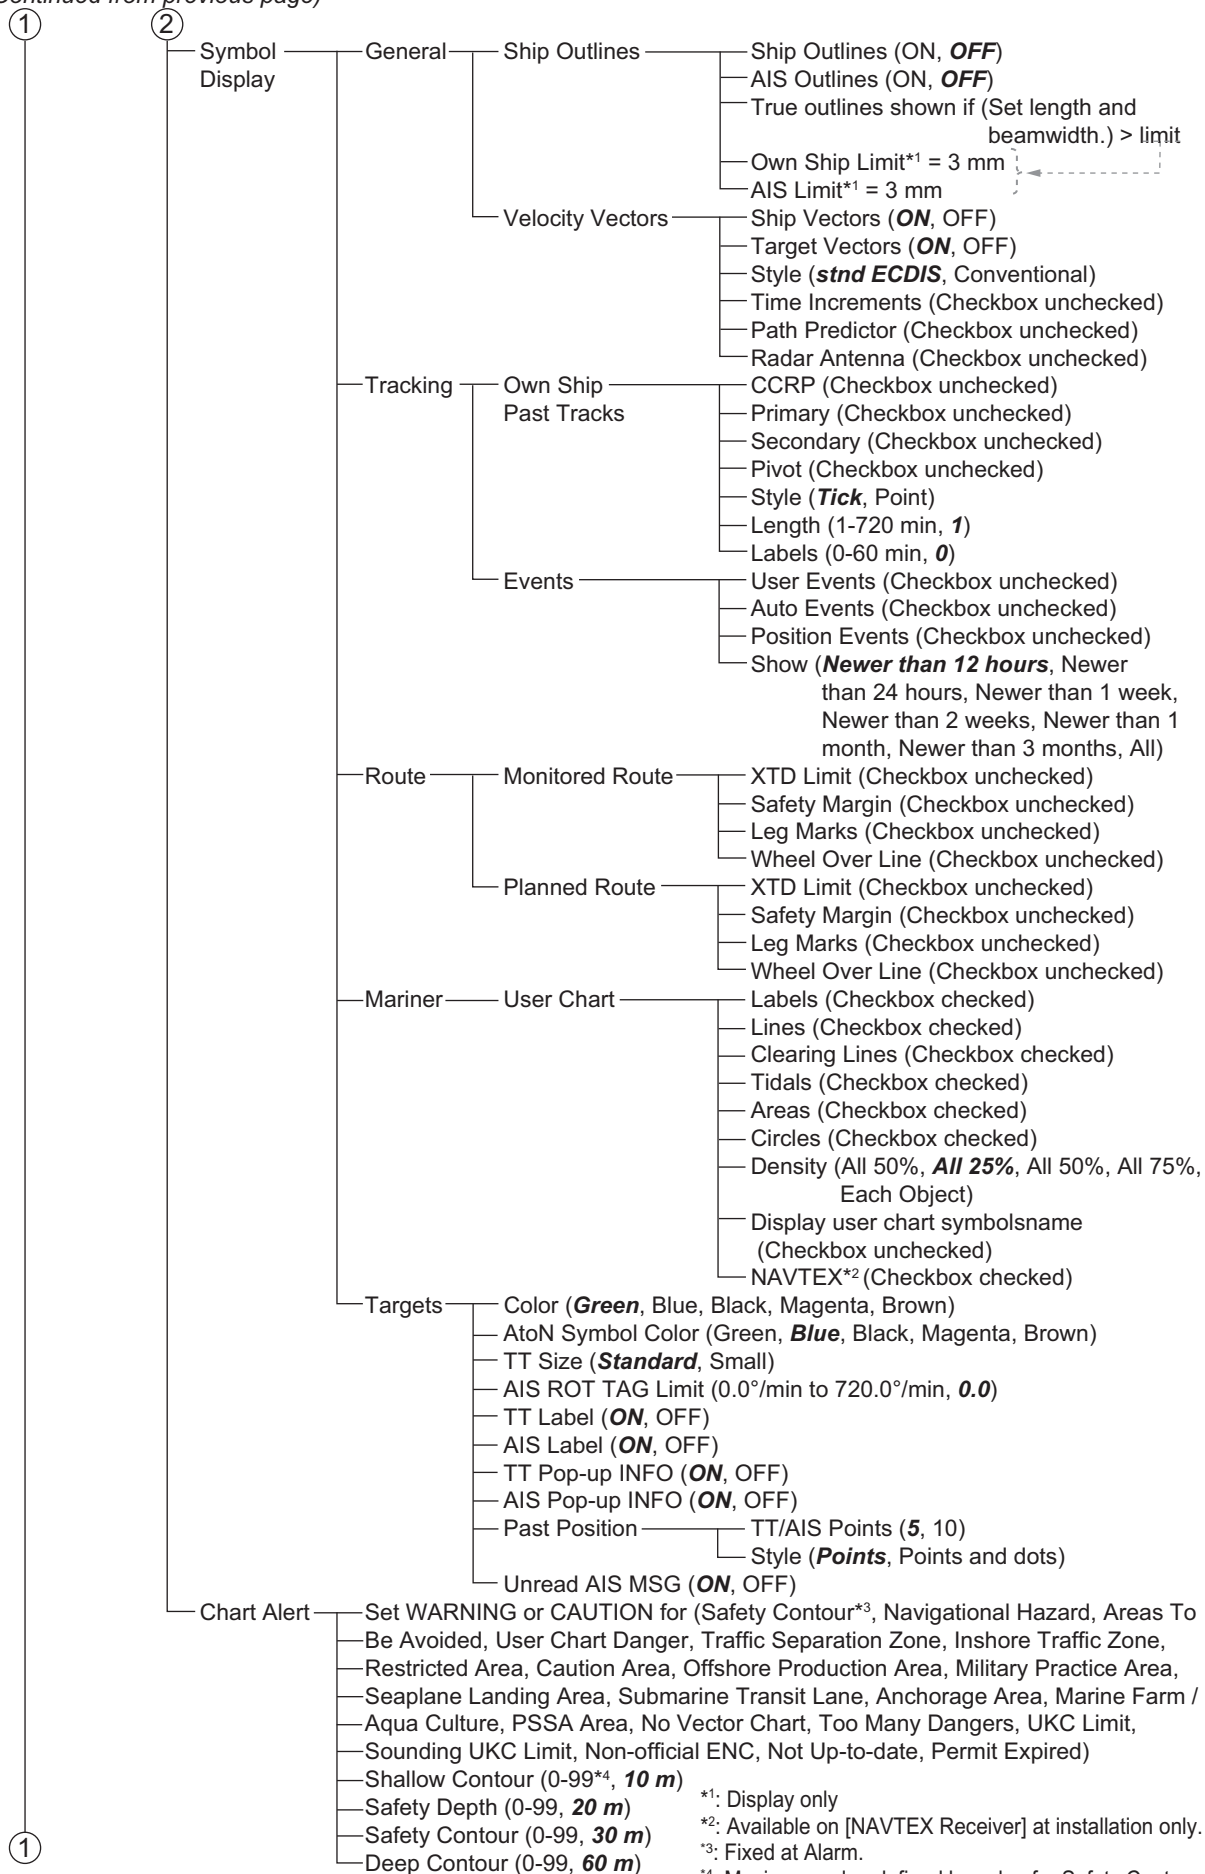 Continued from previous page)
1 2
Symbol General Ship Outlines Ship Outlines (ON, OFF)
Display AIS Outlines (ON, OFF)
True outlines shown if (Set length and
beamwidth.) > limit
Own Ship Limit*1 = 3 mm
AIS Limit*1 = 3 mm
Velocity Vectors Ship Vectors (ON, OFF)
Target Vectors (ON, OFF)
Style (stnd ECDIS, Conventional)
Time Increments (Checkbox unchecked)
Path Predictor (Checkbox unchecked)
Radar Antenna (Checkbox unchecked)
Tracking Own Ship CCRP (Checkbox unchecked)
Past Tracks Primary (Checkbox unchecked)
Secondary (Checkbox unchecked)
Pivot (Checkbox unchecked)
Style (Tick, Point)
Length (1-720 min, 1)
Labels (0-60 min, 0)
Events User Events (Checkbox unchecked)
Auto Events (Checkbox unchecked)
Position Events (Checkbox unchecked)
Show (Newer than 12 hours, Newer
than 24 hours, Newer than 1 week,
Newer than 2 weeks, Newer than 1
month, Newer than 3 months, All)
Route Monitored Route XTD Limit (Checkbox unchecked)
Safety Margin (Checkbox unchecked)
Leg Marks (Checkbox unchecked)
Wheel Over Line (Checkbox unchecked)
Planned Route XTD Limit (Checkbox unchecked)
Safety Margin (Checkbox unchecked)
Leg Marks (Checkbox unchecked)
Wheel Over Line (Checkbox unchecked)
Mariner User Chart Labels (Checkbox checked)
Lines (Checkbox checked)
Clearing Lines (Checkbox checked)
Tidals (Checkbox checked)
Areas (Checkbox checked)
Circles (Checkbox checked)
Density (All 50%, All 25%, All 50%, All 75%,
Each Object)
Display user chart symbolsname
(Checkbox unchecked)
NAVTEX*2 (Checkbox checked)
Targets Color (Green, Blue, Black, Magenta, Brown)
AtoN Symbol Color (Green, Blue, Black, Magenta, Brown)
TT Size (Standard, Small)
AIS ROT TAG Limit (0.0°/min to 720.0°/min, 0.0)
TT Label (ON, OFF)
AIS Label (ON, OFF)
TT Pop-up INFO (ON, OFF)
AIS Pop-up INFO (ON, OFF)
Past Position TT/AIS Points (5, 10)
Style (Points, Points and dots)
Unread AIS MSG (ON, OFF)
Chart Alert Set WARNING or CAUTION for (Safety Contour*3, Navigational Hazard, Areas To
Be Avoided, User Chart Danger, Traffic Separation Zone, Inshore Traffic Zone,
Restricted Area, Caution Area, Offshore Production Area, Military Practice Area,
Seaplane Landing Area, Submarine Transit Lane, Anchorage Area, Marine Farm /
Aqua Culture, PSSA Area, No Vector Chart, Too Many Dangers, UKC Limit,
Sounding UKC Limit, Non-official ENC, Not Up-to-date, Permit Expired)
Shallow Contour (0-99*4, 10 m)
Safety Depth (0-99, 20 m)
Safety Contour (0-99, 30 m)
Deep Contour (0-99, 60 m)
*1: Display only
*2: Available on [NAVTEX Receiver] at installation only.
*3: Fixed at Alarm.
1